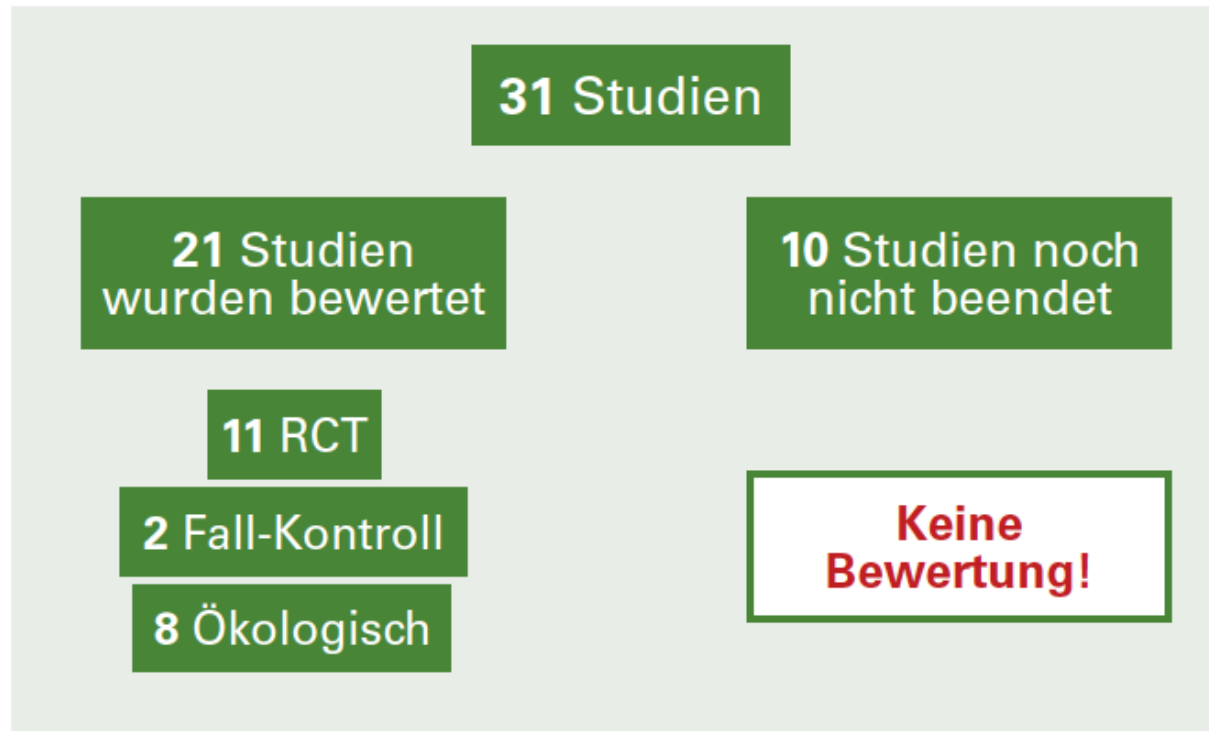 31 Studien
21 Studien
wurden bewertet
10 Studien noch
nicht beendet
11 RCT
2 Fall-Kontroll
8 Ökologisch
Keine
Bewertung!